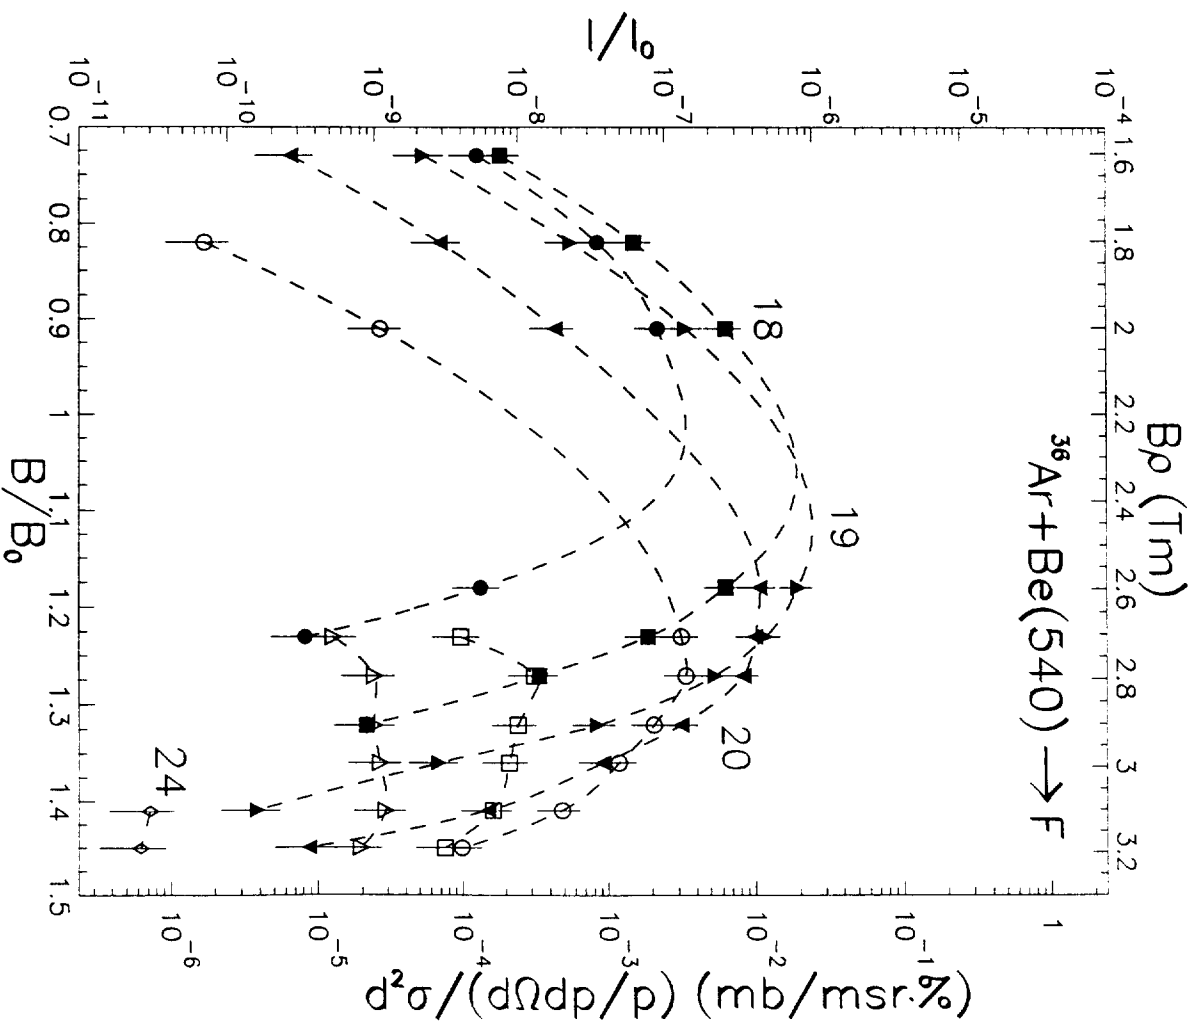 Bρ (Tm)
1.6 1.8 2 2.2 2.4 2.6 2.8 3 3.2
³⁶Ar+Be(540) → F
I/I₀
10⁻⁴
10⁻⁵
10⁻⁶
10⁻⁷
10⁻⁸
10⁻⁹
10⁻¹⁰
10⁻¹¹
18
19
20
24
1
10⁻¹
10⁻²
10⁻³
10⁻⁴
10⁻⁵
10⁻⁶
d²σ/(dΩdp/p) (mb/msr·%)
0.7 0.8 0.9 1 1.1 1.2 1.3 1.4 1.5
B/B₀